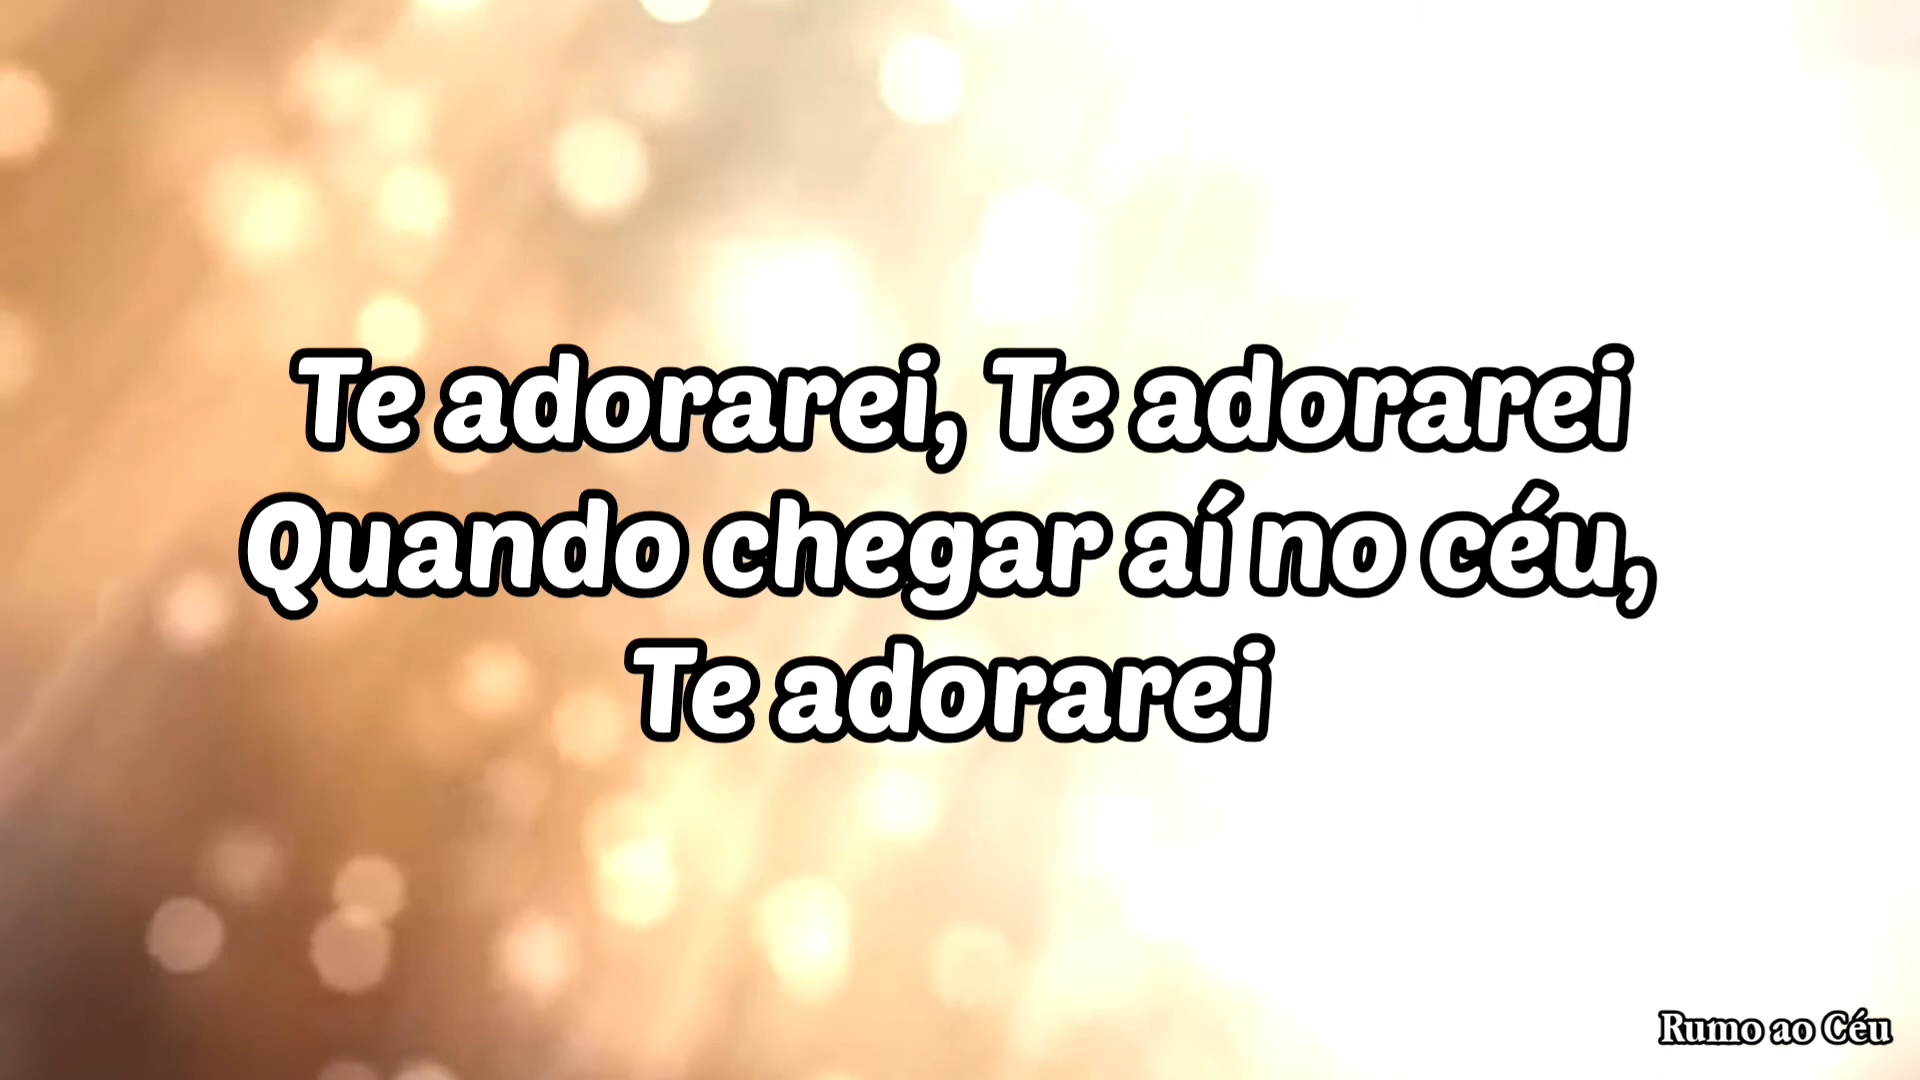 Te adorarei, Te adorarei
Quando chegar aí no céu,
Te adorarei
Rumo ao Céu